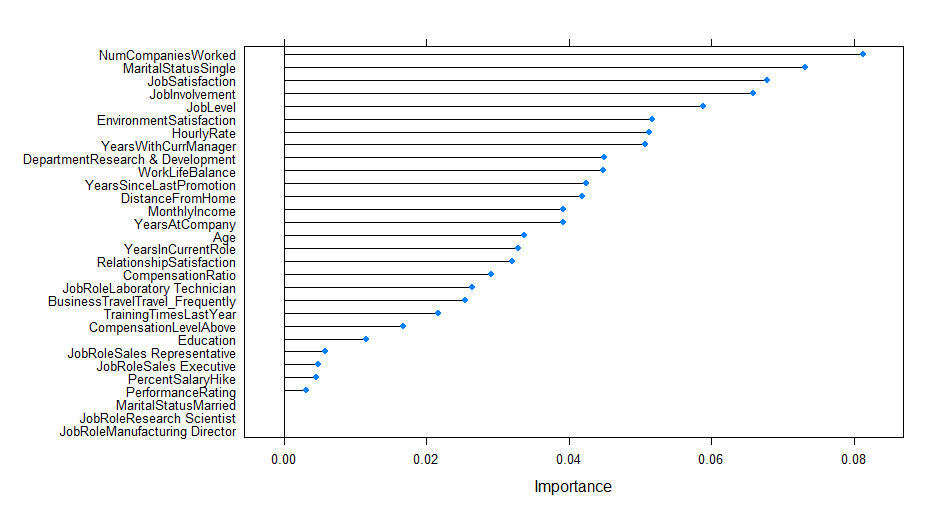 NumCompaniesWorked
MaritalStatusSingle
JobSatisfaction
JobInvolvement
JobLevel
EnvironmentSatisfaction
HourlyRate
YearsWithCurrManager
DepartmentResearch & Development
WorkLifeBalance
YearsSinceLastPromotion
DistanceFromHome
MonthlyIncome
YearsAtCompany
Age
YearsInCurrentRole
RelationshipSatisfaction
CompensationRatio
JobRoleLaboratory Technician
BusinessTravelTravel_Frequently
TrainingTimesLastYear
CompensationLevelAbove
Education
JobRoleSales Representative
JobRoleSales Executive
PercentSalaryHike
PerformanceRating
MaritalStatusMarried
JobRoleResearch Scientist
JobRoleManufacturing Director
0.00 0.02 0.04 0.06 0.08
Importance